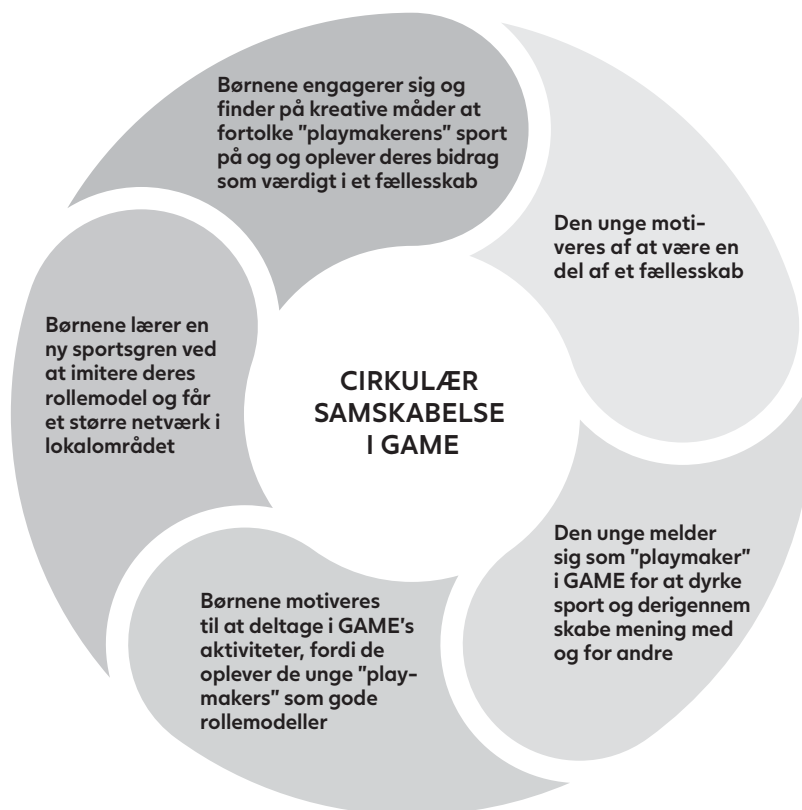 Børnene engagerer sig og
finder på kreative måder at
fortolke ”playmakerens” sport
på og og oplever deres bidrag
som værdigt i et fællesskab
Den unge moti-
veres af at være en
del af et fællesskab
Børnene lærer en
ny sportsgren ved
at imitere deres
rollemodel og får
et større netværk i
lokalområdet
CIRKULÆR
SAMSKABELSE
I GAME
Den unge melder
sig som ”playmaker”
i GAME for at dyrke
sport og derigennem
skabe mening med
og for andre
Børnene motiveres
til at deltage i GAME's
aktiviteter, fordi de
oplever de unge ”play-
makers” som gode
rollemodeller